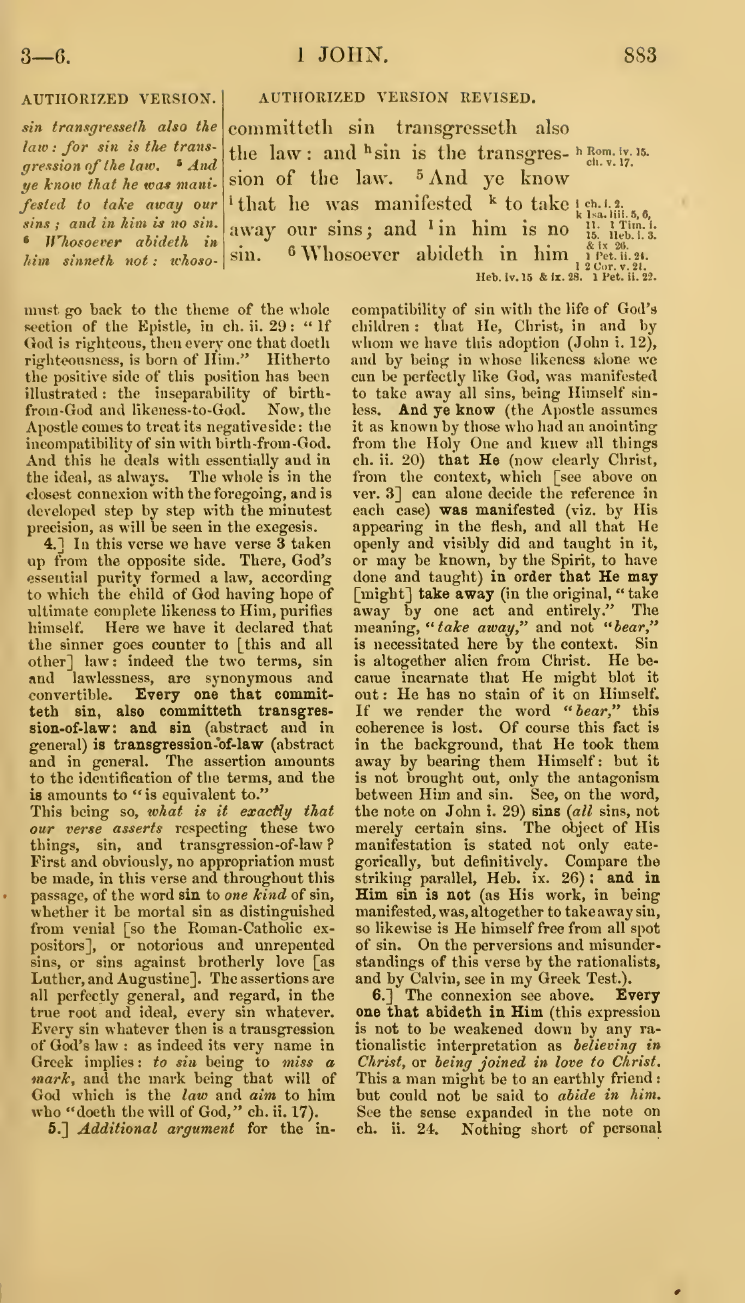 3—6.
1 JOHN.
883
AUTHORIZED VERSION.
sin transgresseth also the
law: for sin is the trans-
gression of the law. 5 And
ye know that he was mani-
fested to take away our
sins; and in him is no sin.
6 Whosoever abideth in
him sinneth not: whoso-
AUTHORIZED VERSION REVISED.
committeth sin transgresseth also
the law: and h sin is the transgres-
sion of the law. 5 And ye know
i that he was manifested k to take
away our sins; and l in him is no
sin. 6 Whosoever abideth in him
h Rom. iv. 15.
ch. v. 17.
i ch. i. 2.
k Isa. liii. 5, 6,
11. 1 Tim. i.
15. Heb. i. 3.
& ix 26.
1 Pet. ii. 24.
l 2 Cor. v. 21.
Heb. iv. 15 & ix. 28. 1 Pet. ii. 22.
must go back to the theme of the whole
section of the Epistle, in ch. ii. 29: “If
God is righteous, then every one that doeth
righteousness, is born of Him.” Hitherto
the positive side of this position has been
illustrated: the inseparability of birth-
from-God and likeness-to-God. Now, the
Apostle comes to treat its negative side: the
incompatibility of sin with birth-from-God.
And this he deals with essentially and in
the ideal, as always. The whole is in the
closest connexion with the foregoing, and is
developed step by step with the minutest
precision, as will be seen in the exegesis.
4.] In this verse we have verse 3 taken
up from the opposite side. There, God's
essential purity formed a law, according
to which the child of God having hope of
ultimate complete likeness to Him, purifies
himself. Here we have it declared that
the sinner goes counter to [this and all
other] law: indeed the two terms, sin
and lawlessness, are synonymous and
convertible. Every one that commit-
teth sin, also committeth transgres-
sion-of-law: and sin (abstract and in
general) is transgression-of-law (abstract
and in general. The assertion amounts
to the identification of the terms, and the
is amounts to “is equivalent to.”
This being so, what is it exactly that
our verse asserts respecting these two
things, sin, and transgression-of-law?
First and obviously, no appropriation must
be made, in this verse and throughout this
passage, of the word sin to one kind of sin,
whether it be mortal sin as distinguished
from venial [so the Roman-Catholic ex-
positors], or notorious and unrepented
sins, or sins against brotherly love [as
Luther, and Augustine]. The assertions are
all perfectly general, and regard, in the
true root and ideal, every sin whatever.
Every sin whatever then is a transgression
of God's law: as indeed its very name in
Greek implies: to sin being to miss a
mark, and the mark being that will of
God which is the law and aim to him
who “doeth the will of God,” ch. ii. 17).
5.] Additional argument for the in-
compatibility of sin with the life of God's
children: that He, Christ, in and by
whom we have this adoption (John i. 12),
and by being in whose likeness alone we
can be perfectly like God, was manifested
to take away all sins, being Himself sin-
less. And ye know (the Apostle assumes
it as known by those who had an anointing
from the Holy One and knew all things
ch. ii. 20) that He (now clearly Christ,
from the context, which [see above on
ver. 3] can alone decide the reference in
each case) was manifested (viz. by His
appearing in the flesh, and all that He
openly and visibly did and taught in it,
or may be known, by the Spirit, to have
done and taught) in order that He may
[might] take away (in the original, “take
away by one act and entirely.” The
meaning, “take away,” and not “bear,”
is necessitated here by the context. Sin
is altogether alien from Christ. He be-
came incarnate that He might blot it
out: He has no stain of it on Himself.
If we render the word “bear,” this
coherence is lost. Of course this fact is
in the background, that He took them
away by bearing them Himself: but it
is not brought out, only the antagonism
between Him and sin. See, on the word,
the note on John i. 29) sins (all sins, not
merely certain sins. The object of His
manifestation is stated not only cate-
gorically, but definitively. Compare the
striking parallel, Heb. ix. 26): and in
Him sin is not (as His work, in being
manifested, was, altogether to take away sin,
so likewise is He himself free from all spot
of sin. On the perversions and misunder-
standings of this verse by the rationalists,
and by Calvin, see in my Greek Test.).
6.] The connexion see above. Every
one that abideth in Him (this expression
is not to be weakened down by any ra-
tionalistic interpretation as believing in
Christ, or being joined in love to Christ.
This a man might be to an earthly friend:
but could not be said to abide in him.
See the sense expanded in the note on
ch. ii. 24. Nothing short of personal